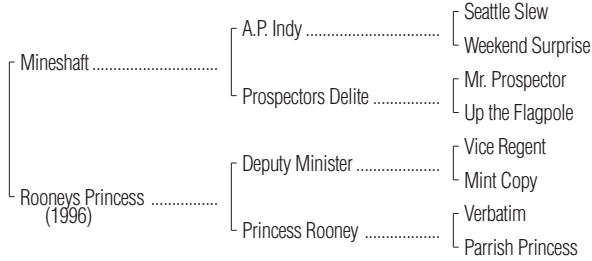 Seattle Slew
A.P. Indy ........................................
Weekend Surprise
Mineshaft ..............................
Mr. Prospector
Prospectors Delite ................
Up the Flagpole
Vice Regent
Deputy Minister ....................
Mint Copy
Rooneys Princess ................
(1996)
Verbatim
Princess Rooney ..................
Parrish Princess